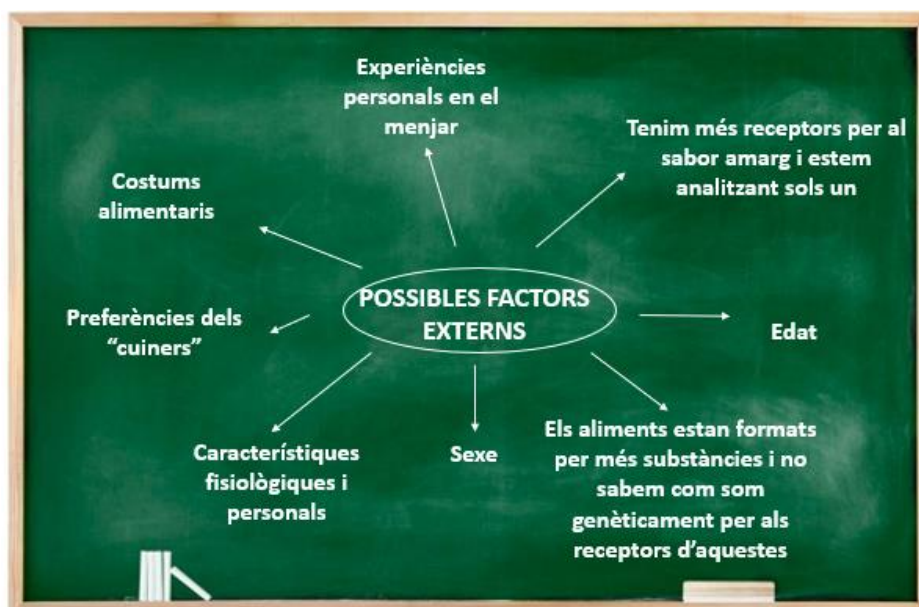 Experiències
personals en el
menjar
Tenim més receptors per al
sabor amarg i estem
analitzant sols un
Costums
alimentaris
POSSIBLES FACTORS
EXTERNS
Preferències dels
“cuiners”
Edat
Característiques
fisiològiques i
personals
Sexe
Els aliments estan formats
per més substàncies i no
sabem com som
genèticament per als
receptors d’aquestes